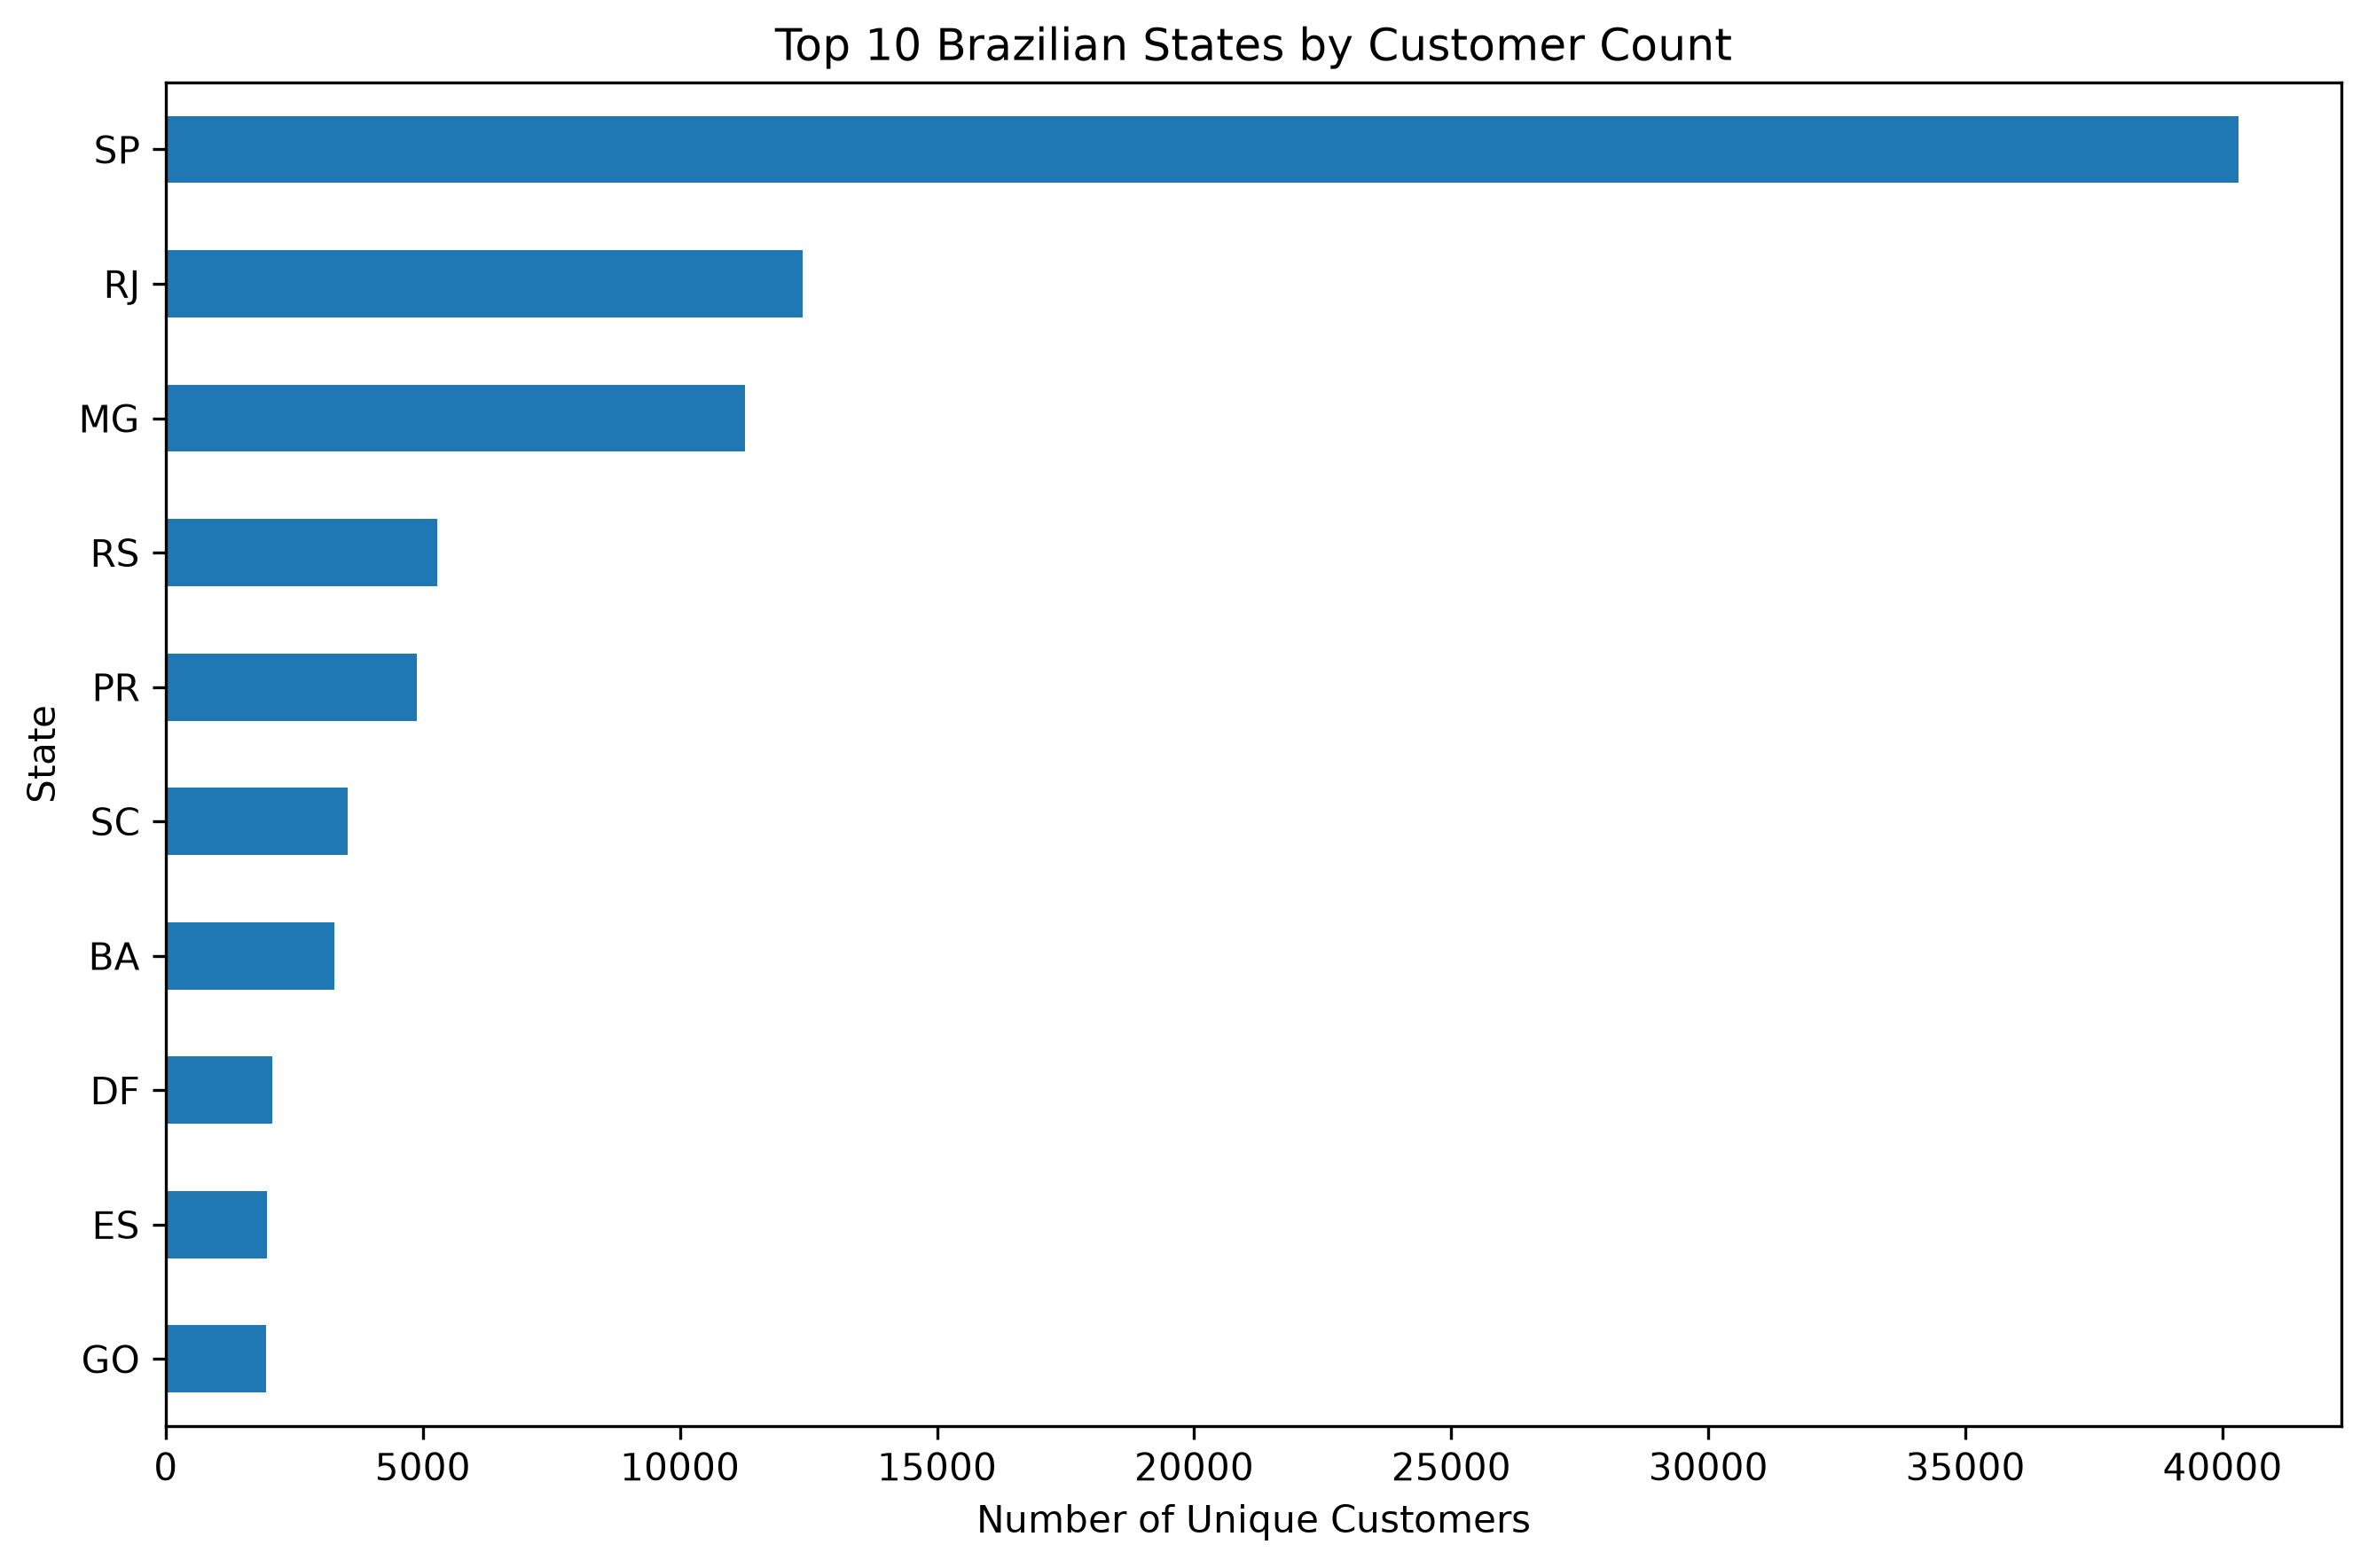 Top 10 Brazilian States by Customer Count
State
SP
RJ
MG
RS
PR
SC
BA
DF
ES
GO
0 5000 10000 15000 20000 25000 30000 35000 40000
Number of Unique Customers